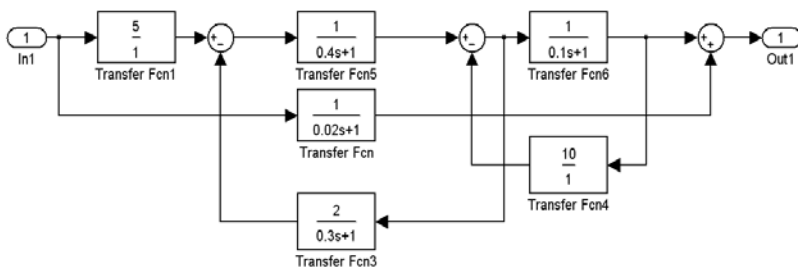 1
In1
5
1
Transfer Fcn1
+
−
1
0.4s+1
Transfer Fcn5
+
−
1
0.1s+1
Transfer Fcn6
+
+
1
Out1
1
0.02s+1
Transfer Fcn
10
1
Transfer Fcn4
2
0.3s+1
Transfer Fcn3